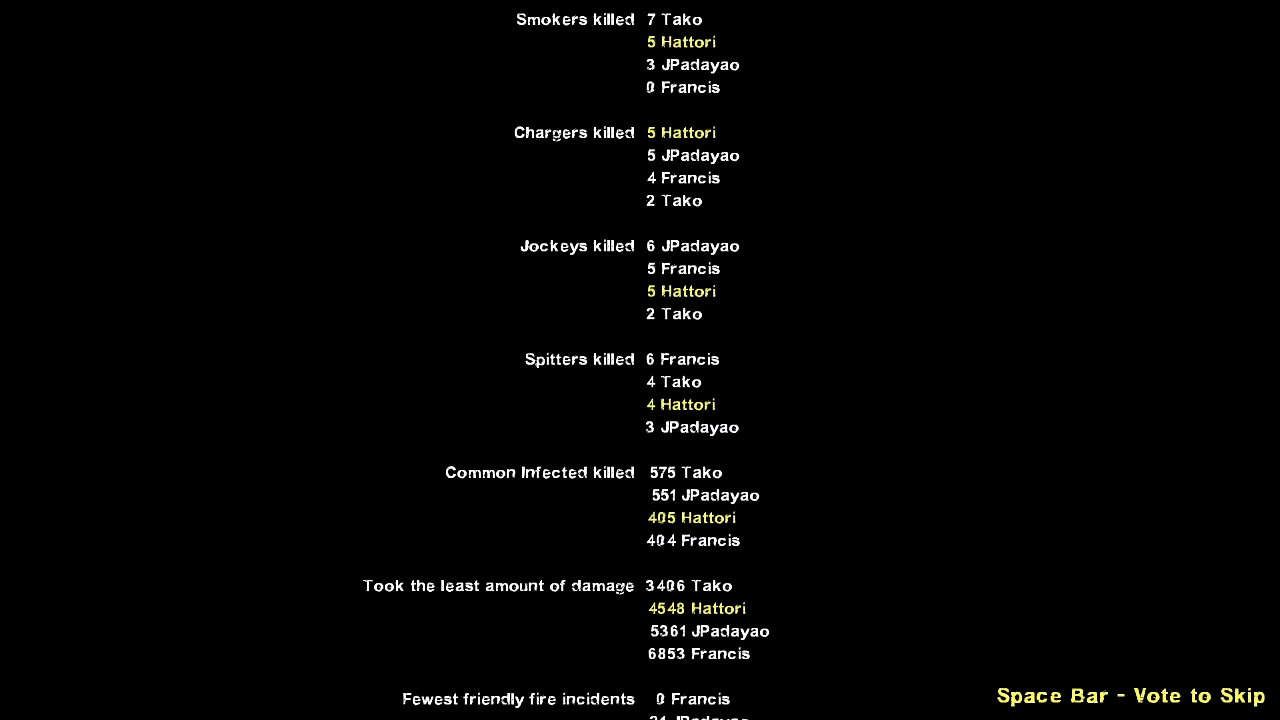 Smokers killed 7 Tako
5 Hattori
3 JPadayao
0 Francis
Chargers killed 5 Hattori
5 JPadayao
4 Francis
2 Tako
Jockeys killed 6 JPadayao
5 Francis
5 Hattori
2 Tako
Spitters killed 6 Francis
4 Tako
4 Hattori
3 JPadayao
Common Infected killed 575 Tako
551 JPadayao
405 Hattori
404 Francis
Took the least amount of damage 3406 Tako
4548 Hattori
5361 JPadayao
6853 Francis
Fewest friendly fire incidents 0 Francis
JPadayao
Space Bar - Vote to Skip